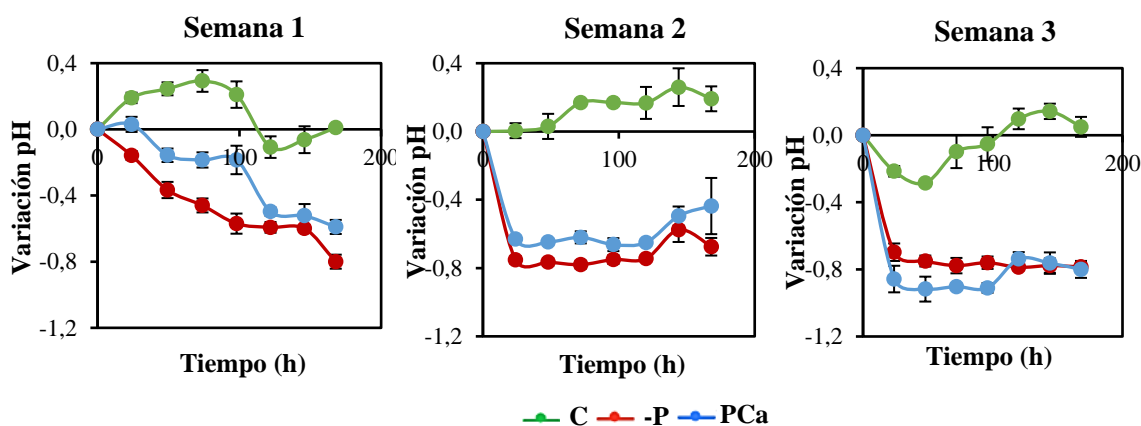 Semana 1
Semana 2
Semana 3
0,4
0,0
-0,4
-0,8
-1,2
0
100
200
Variación pH
Tiempo (h)
0,4
0,0
-0,4
-0,8
-1,2
0
100
200
Variación pH
Tiempo (h)
0,4
0,0
-0,4
-0,8
-1,2
0
100
200
Variación pH
Tiempo (h)
C -P PCa